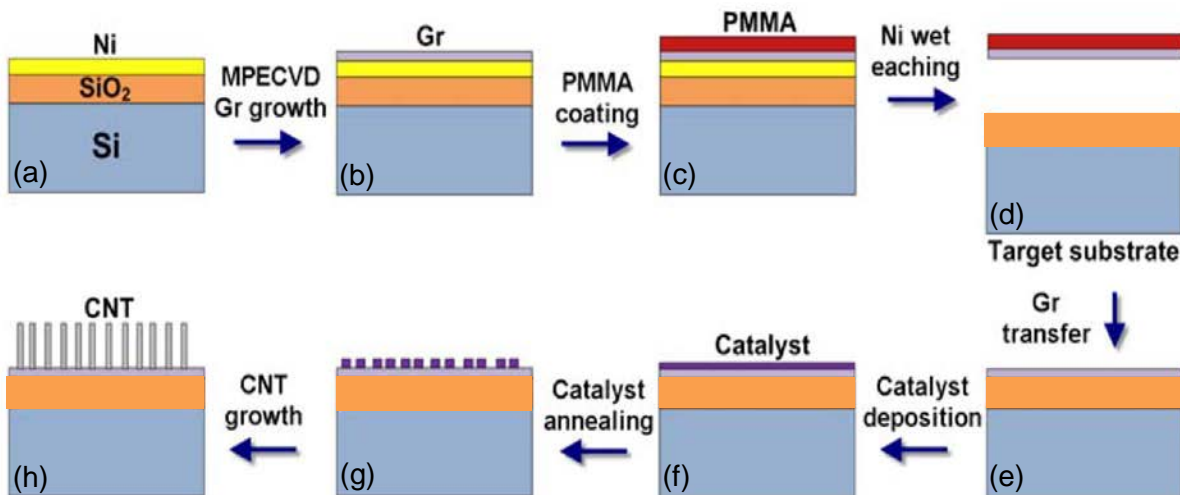 Ni
SiO₂
Si
(a)
MPECVD
Gr growth
Gr
(b)
PMMA
coating
PMMA
(c)
Ni wet
eaching
(d)
Target substrate
Gr
transfer
(e)
Catalyst
deposition
Catalyst
(f)
Catalyst
annealing
(g)
CNT
growth
CNT
(h)